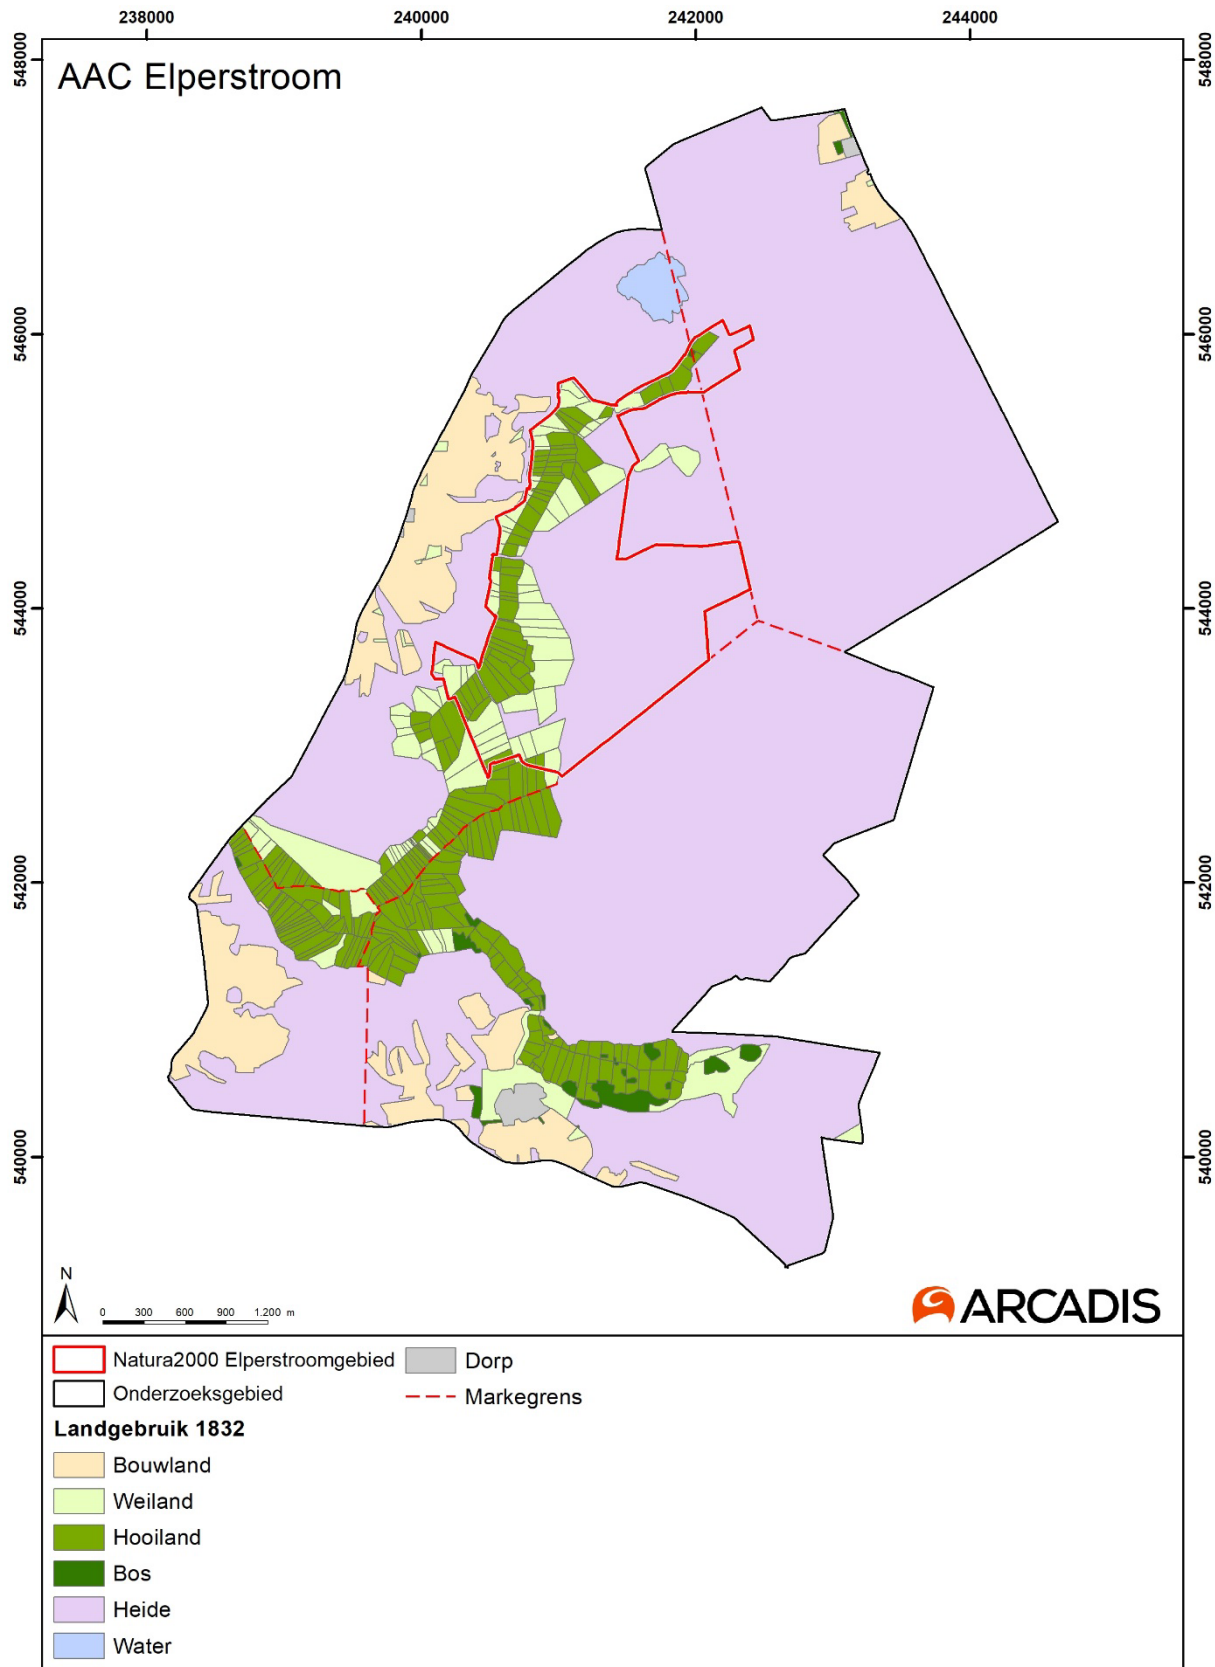 238000 240000 242000 244000
548000 548000
AAC Elperstroom
546000 546000
544000 544000
542000 542000
540000 540000
N
0 300 600 900 1.200 m
ARCADIS
Natura2000 Elperstroomgebied
Dorp
Onderzoeksgebied
Markegrens
Landgebruik 1832
Bouwland
Weiland
Hooiland
Bos
Heide
Water